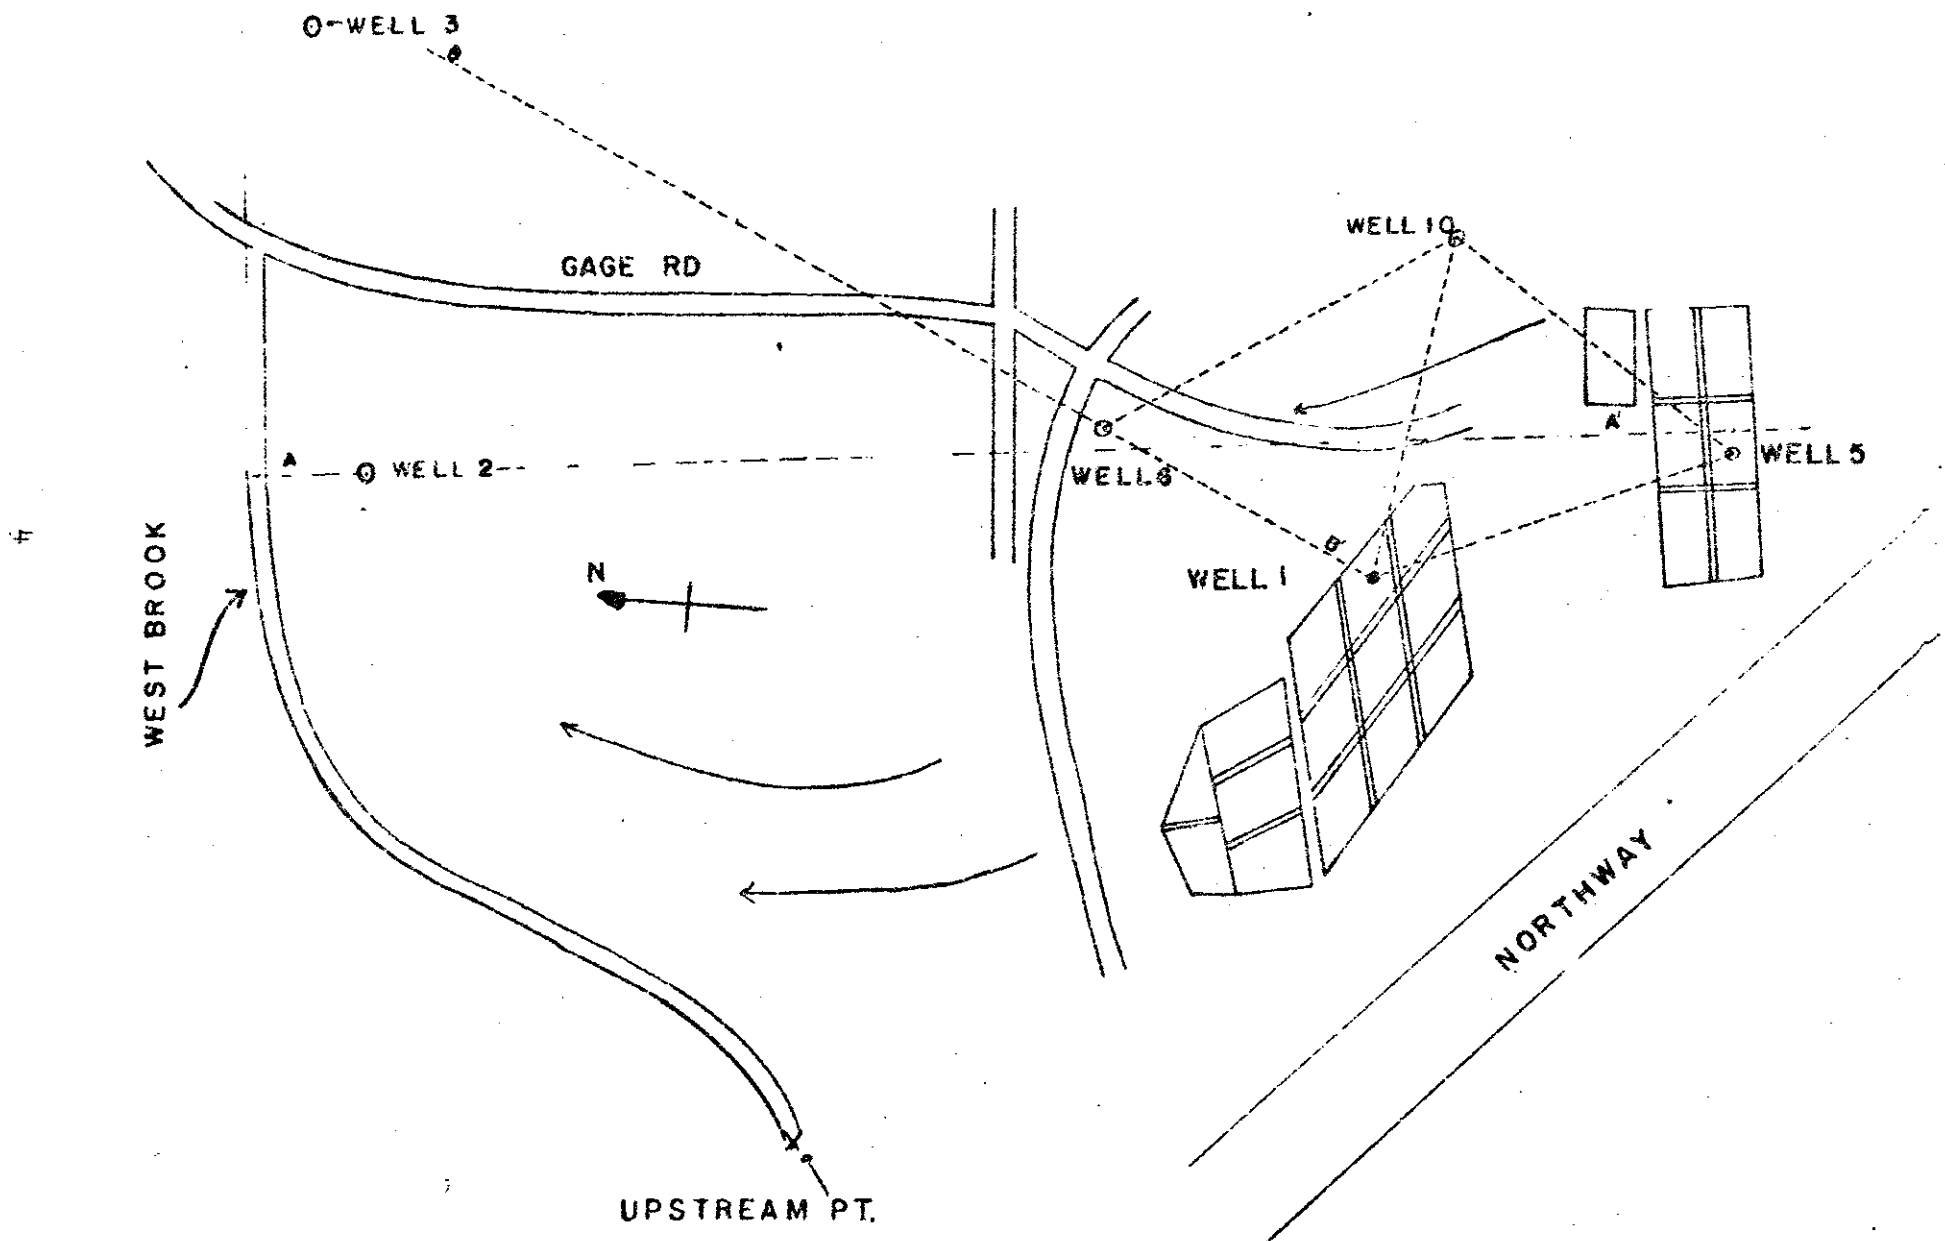 O-WELL 3
WELL 10
GAGE RD
A'
A
WELL 2
WELL 6
WELL 5
B'
WELL 1
N
WEST BROOK
4
NORTHWAY
UPSTREAM PT.